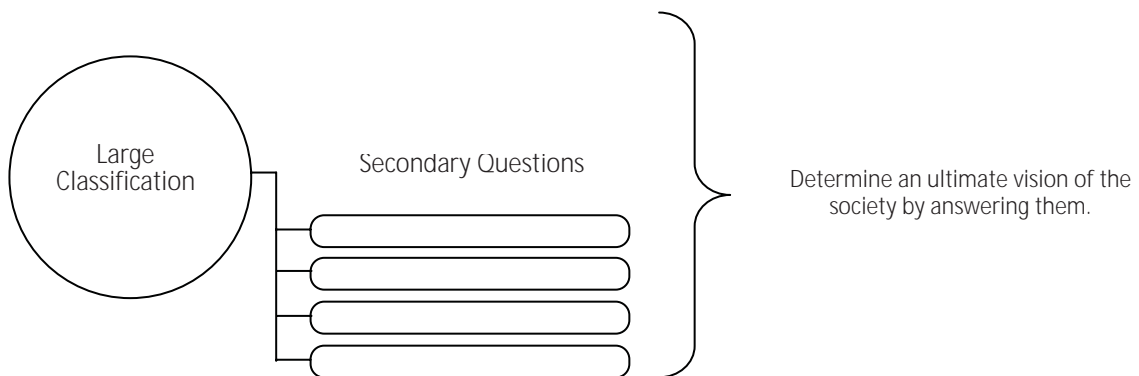 Large
Classification
Secondary Questions
Determine an ultimate vision of the
society by answering them.